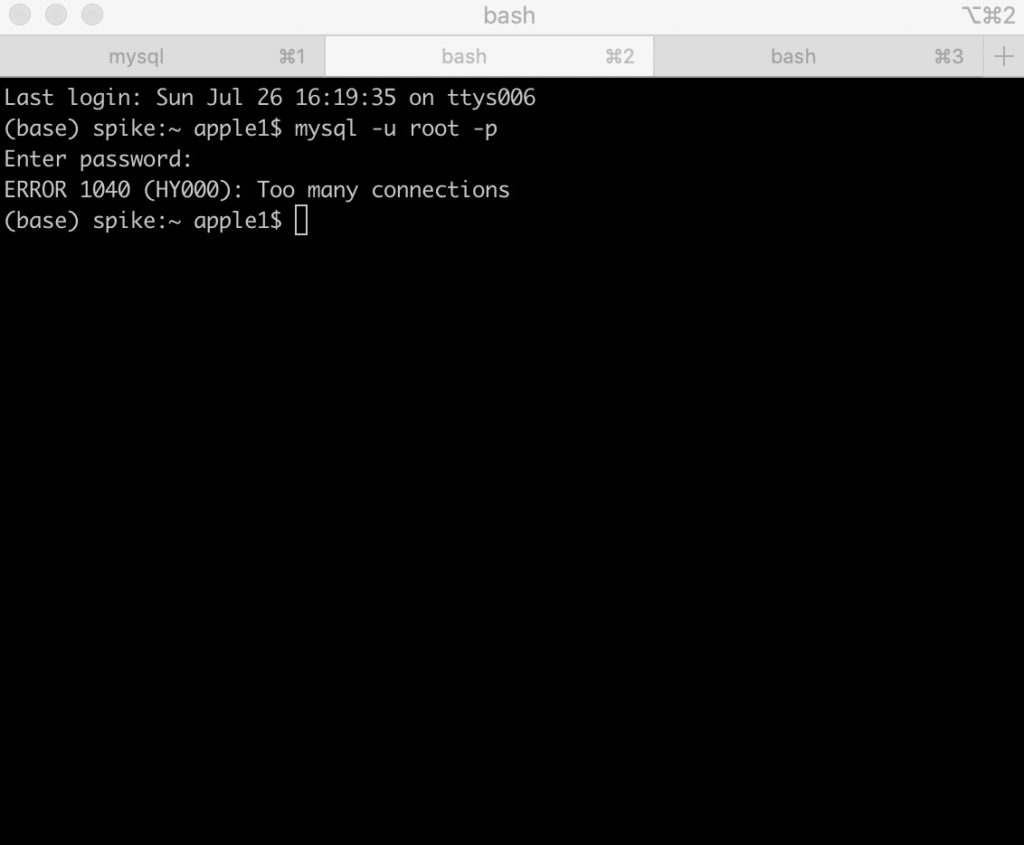 bash ⌥⌘2
mysql ⌘1 bash ⌘2 bash ⌘3 +
Last login: Sun Jul 26 16:19:35 on ttys006
(base) spike:~ apple1$ mysql -u root -p
Enter password:
ERROR 1040 (HY000): Too many connections
(base) spike:~ apple1$